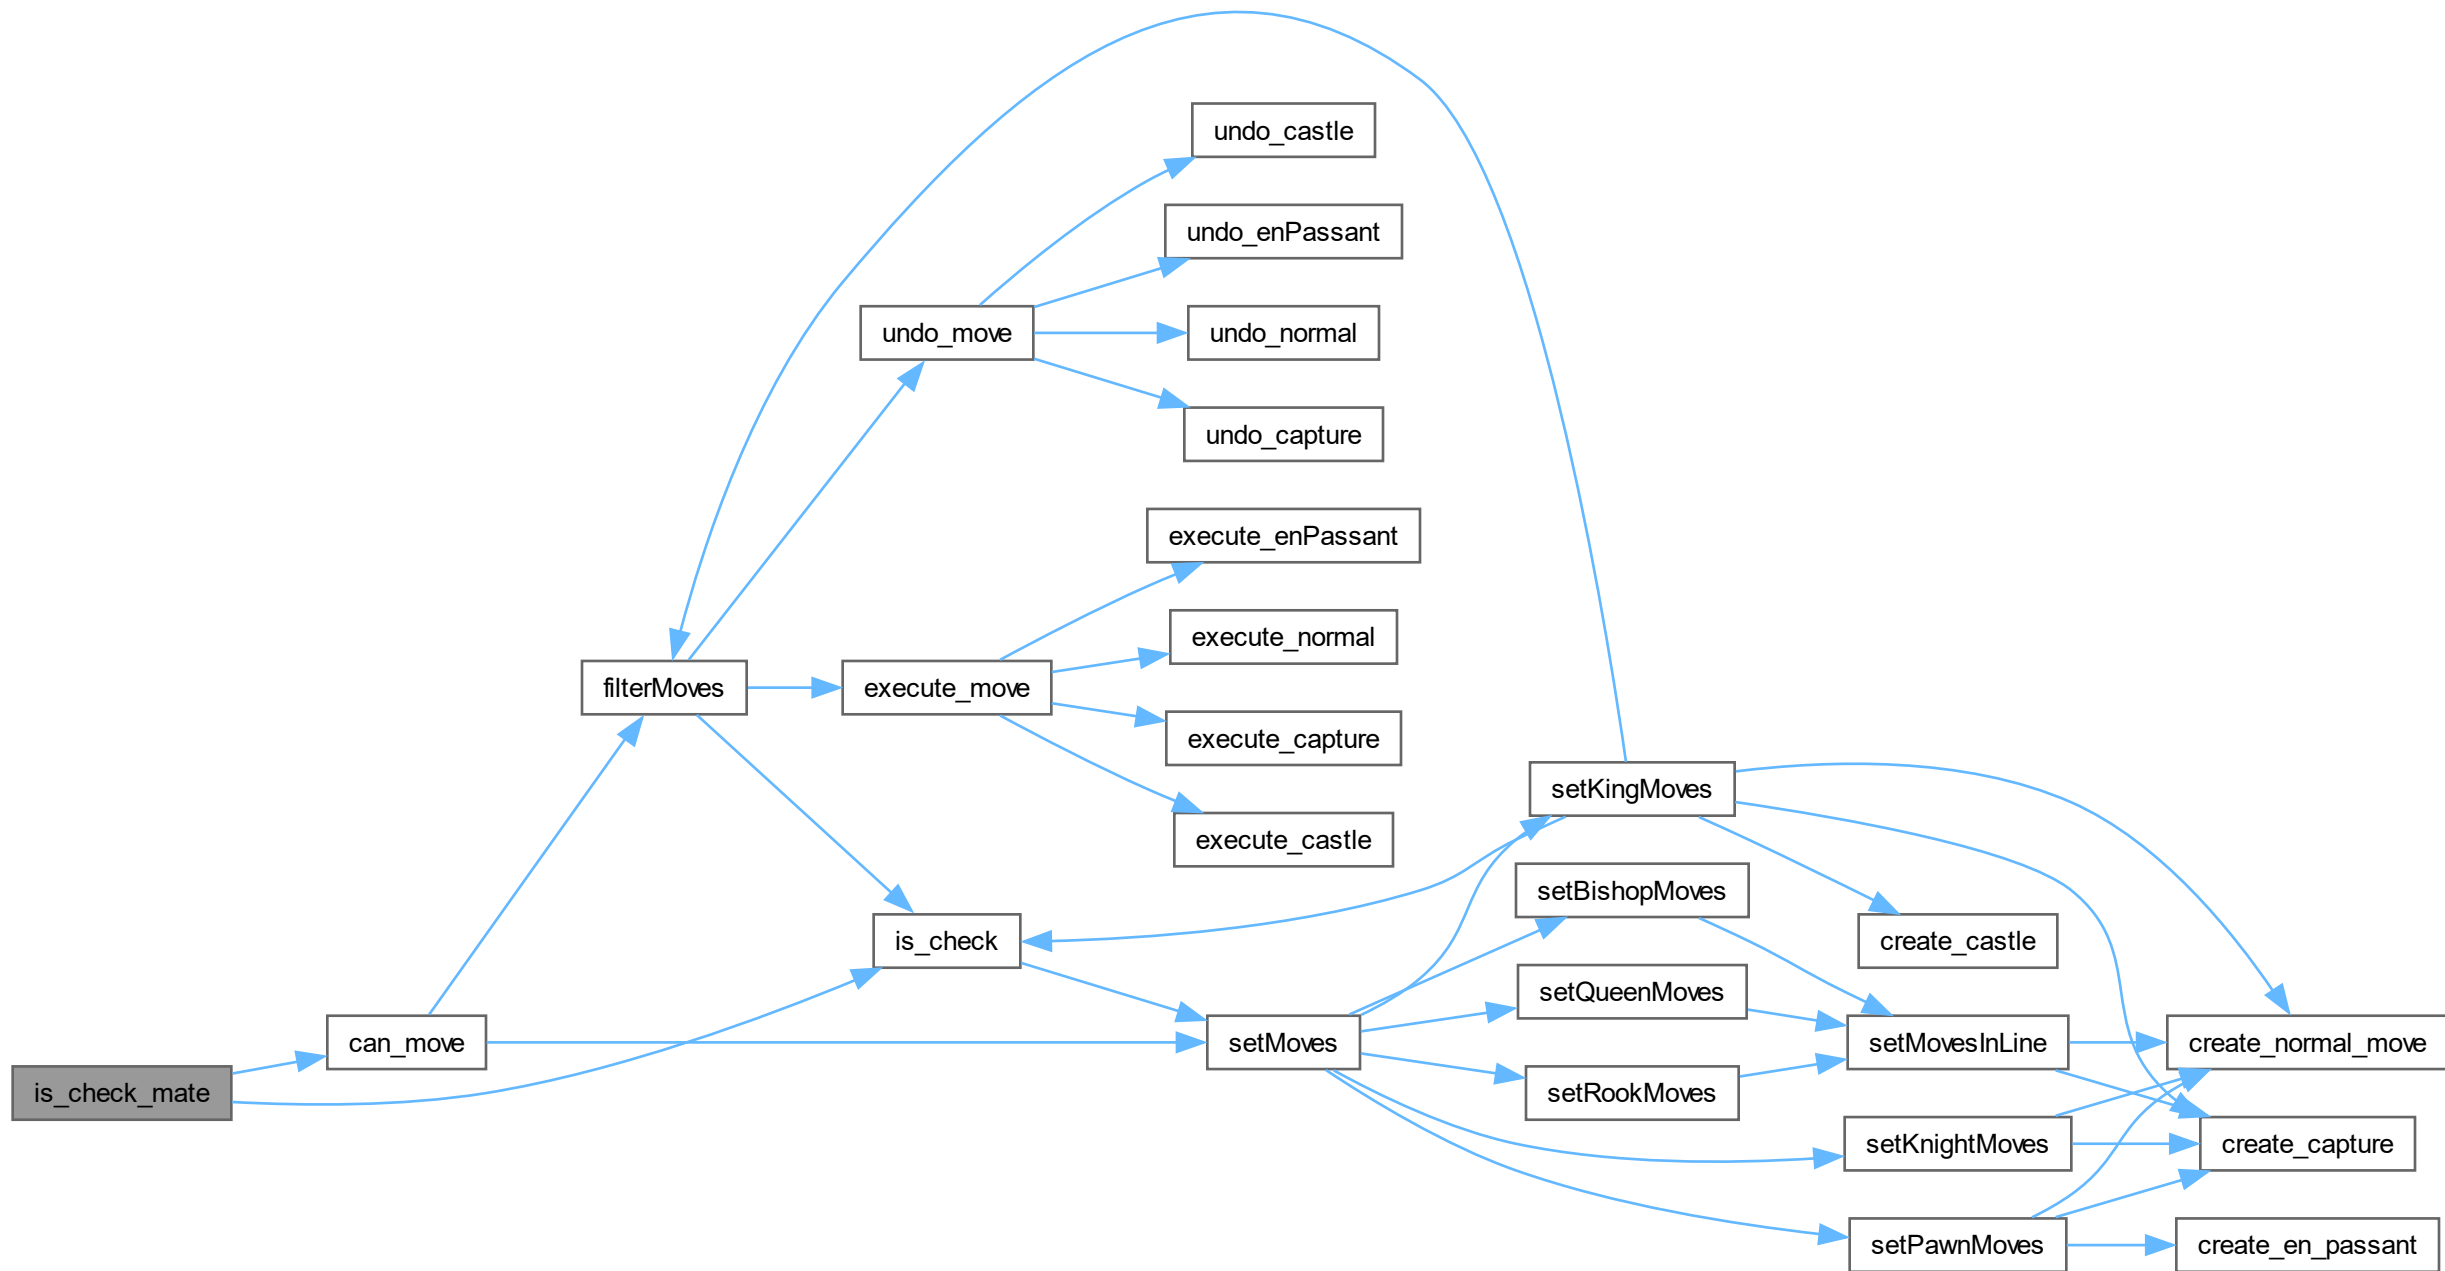 undo_castle
undo_enPassant
undo_move
undo_normal
undo_capture
execute_enPassant
execute_normal
filterMoves
execute_move
execute_capture
setKingMoves
execute_castle
setBishopMoves
is_check
create_castle
setQueenMoves
can_move
setMoves
setMovesInLine
create_normal_move
is_check_mate
setRookMoves
setKnightMoves
create_capture
setPawnMoves
create_en_passant